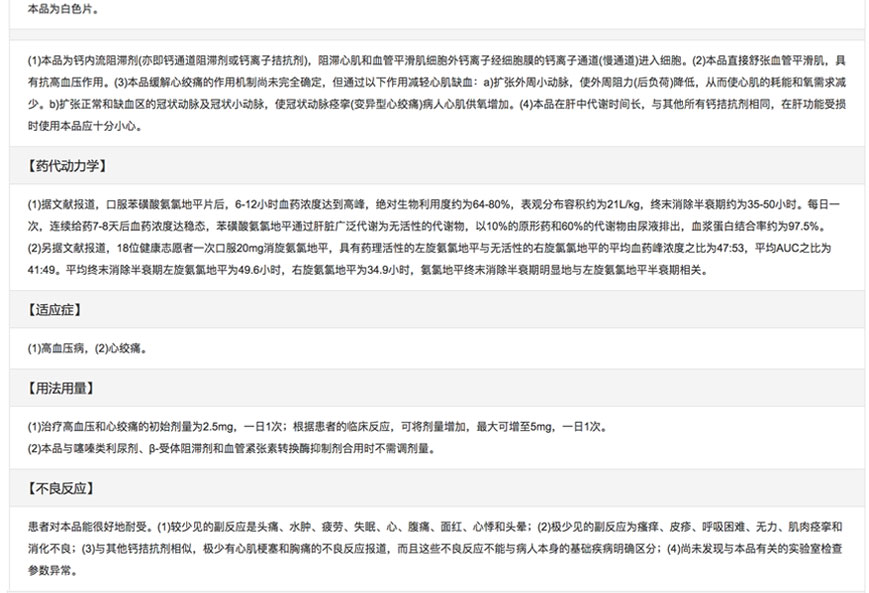 本品为白色片。
(1)本品为钙内流阻滞剂(亦即钙通道阻滞剂或钙离子拮抗剂)，阻滞心肌和血管平滑肌细胞外钙离子经细胞膜的钙离子通道(慢通道)进入细胞。(2)本品直接舒张血管平滑肌，具
有抗高血压作用。(3)本品缓解心绞痛的作用机制尚未完全确定，但通过以下作用减轻心肌缺血：a)扩张外周小动脉，使外周阻力(后负荷)降低，从而使心肌的耗能和氧需求减
少。b)扩张正常和缺血区的冠状动脉及冠状小动脉，使冠状动脉痉挛(变异型心绞痛)病人心肌供氧增加。(4)本品在肝中代谢时间长，与其他所有钙拮抗剂相同，在肝功能受损
时使用本品应十分小心。
【药代动力学】
(1)据文献报道，口服苯磺酸氨氯地平片后，6-12小时血药浓度达到高峰，绝对生物利用度约为64-80%，表观分布容积约为21L/kg，终末消除半衰期约为35-50小时。每日一
次，连续给药7-8天后血药浓度达稳态，苯磺酸氨氯地平通过肝脏广泛代谢为无活性的代谢物，以10%的原形药和60%的代谢物由尿液排出，血浆蛋白结合率约为97.5%。
(2)另据文献报道，18位健康志愿者一次口服20mg消旋氨氯地平，具有药理活性的左旋氨氯地平与无活性的右旋氯氯地平的平均血药峰浓度之比为47:53，平均AUC之比为
41:49。平均终末消除半衰期左旋氨氯地平为49.6小时，右旋氨氯地平为34.9小时，氨氯地平终末消除半衰期明显地与左旋氨氯地平半衰期相关。
【适应症】
(1)高血压病，(2)心绞痛。
【用法用量】
(1)治疗高血压和心绞痛的初始剂量为2.5mg，一日1次；根据患者的临床反应，可将剂量增加，最大可增至5mg，一日1次。
(2)本品与噻嗪类利尿剂、β-受体阻滞剂和血管紧张素转换酶抑制剂合用时不需调剂量。
【不良反应】
患者对本品能很好地耐受。(1)较少见的副反应是头痛、水肿、疲劳、失眠、心、腹痛、面红、心悸和头晕；(2)极少见的副反应为瘙痒、皮疹、呼吸困难、无力、肌肉痉挛和
消化不良；(3)与其他钙拮抗剂相似，极少有心肌梗塞和胸痛的不良反应报道，而且这些不良反应不能与病人本身的基础疾病明确区分；(4)尚未发现与本品有关的实验室检查
参数异常。